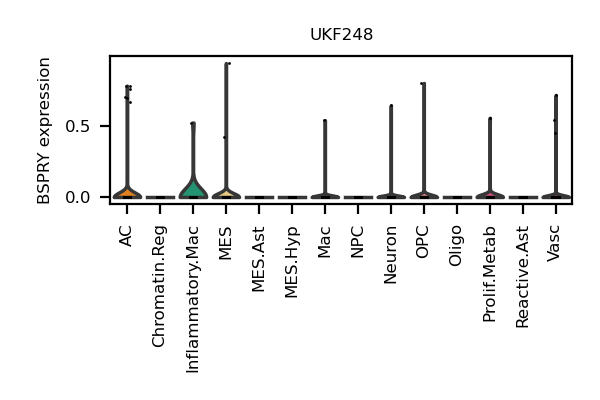 UKF248
BSPRY expression
0.5
0.0
AC
Chromatin.Reg
Inflammatory.Mac
MES
MES.Ast
MES.Hyp
Mac
NPC
Neuron
OPC
Oligo
Prolif.Metab
Reactive.Ast
Vasc